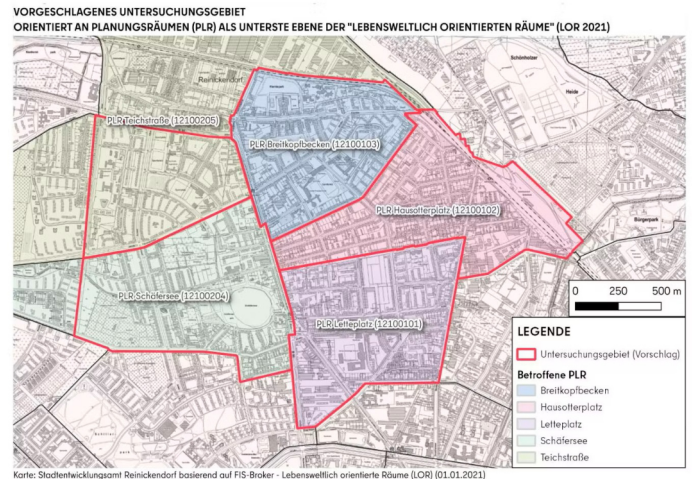 VORGESCHLAGENES UNTERSUCHUNGSGEBIET
ORIENTIERT AN PLANUNGSRÄUMEN (PLR) ALS UNTERSTE EBENE DER "LEBENSWELTLICH ORIENTIERTEN RÄUME" (LOR 2021)
Schönholzer
Heide
Reinickendorf
PLR Teichstraße (12100205)
PLR Breitkopfbecken (12100103)
PLR Hausotterplatz (12100102)
Bürgerpark
PLR Schäfersee (12100204)
PLR Letteplatz (12100101)
0 250 500 m
LEGENDE
Untersuchungsgebiet (Vorschlag)
Betroffene PLR
Breitkopfbecken
Hausotterplatz
Letteplatz
Schäfersee
Teichstraße
Karte: Stadtentwicklungsamt Reinickendorf basierend auf FIS-Broker - Lebensweltlich orientierte Räume (LOR) (01.01.2021)